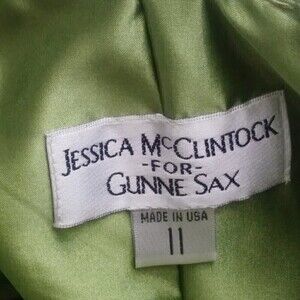 JESSICA McCLINTOCK
-FOR-
GUNNE SAX
MADE IN USA
11